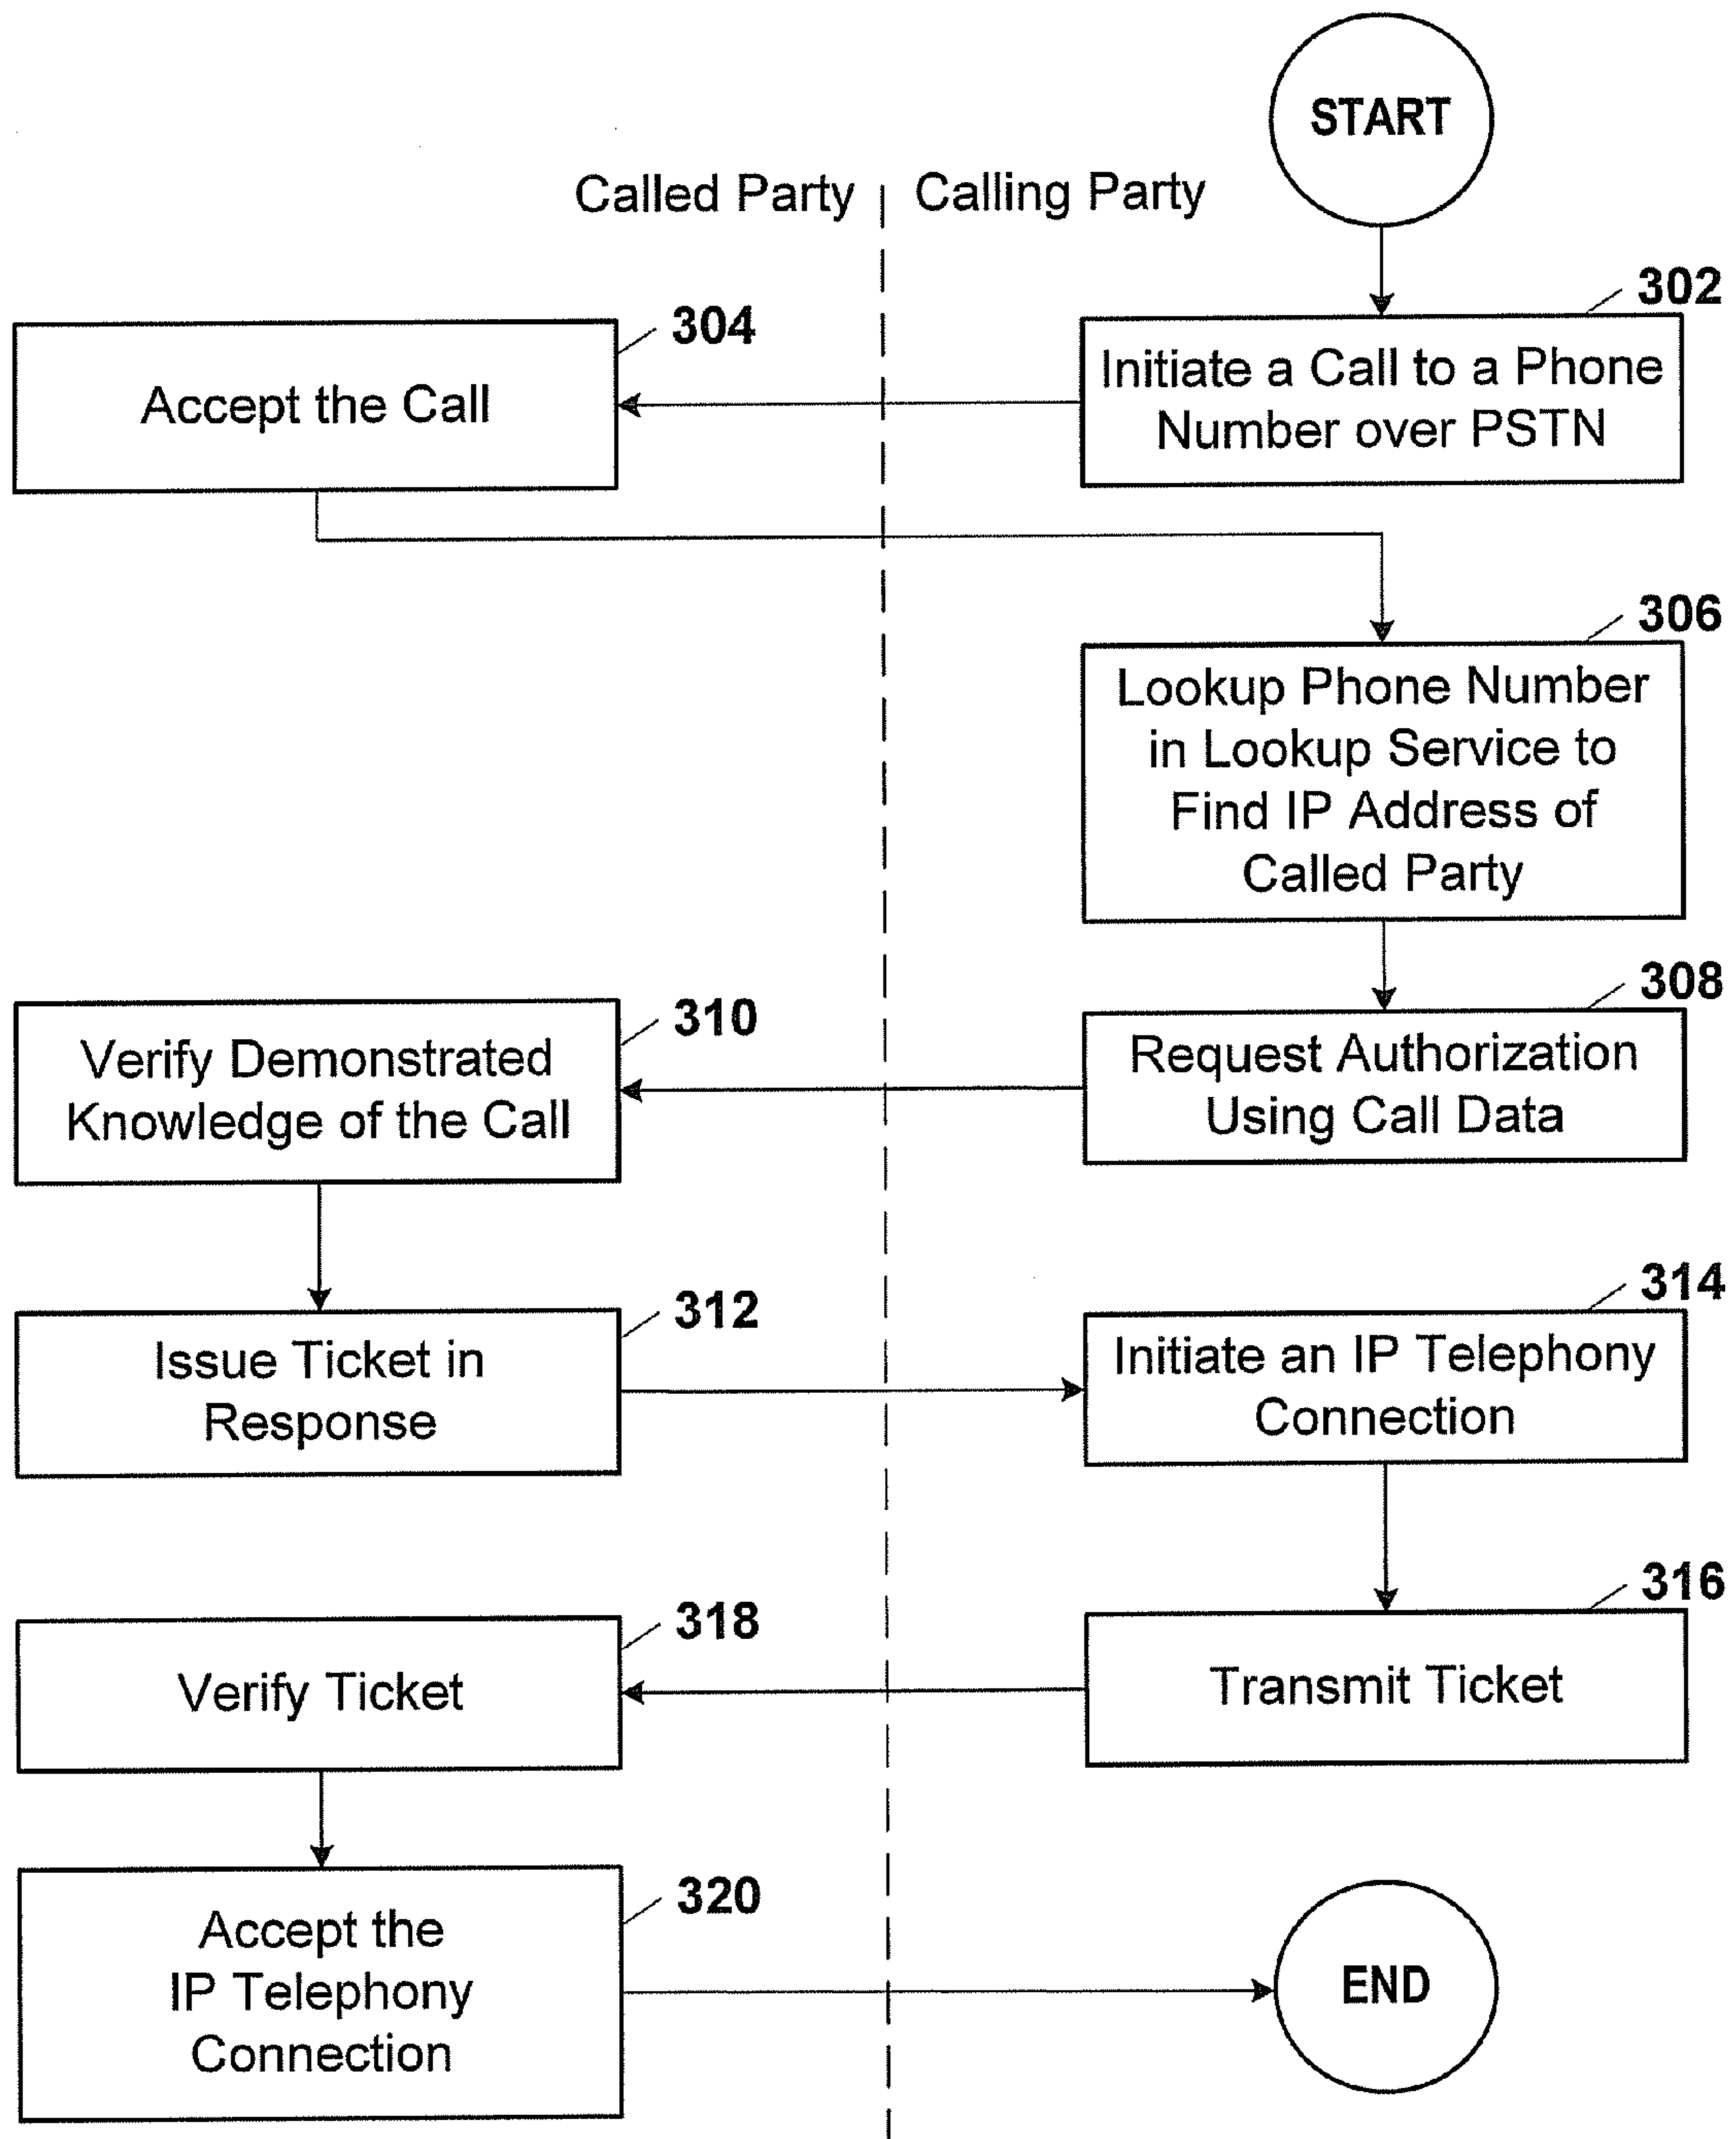 START
Called Party
Calling Party
302
Initiate a Call to a Phone
Number over PSTN
304
Accept the Call
306
Lookup Phone Number
in Lookup Service to
Find IP Address of
Called Party
308
Request Authorization
Using Call Data
310
Verify Demonstrated
Knowledge of the Call
312
Issue Ticket in
Response
314
Initiate an IP Telephony
Connection
316
Transmit Ticket
318
Verify Ticket
320
Accept the
IP Telephony
Connection
END